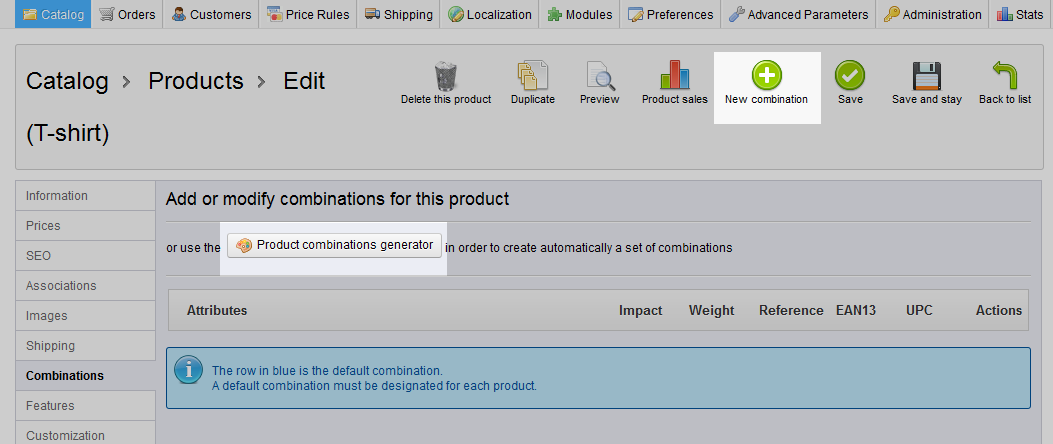 Catalog Orders Customers Price Rules Shipping Localization Modules Preferences Advanced Parameters Administration Stats
Catalog > Products > Edit
(T-shirt)
Delete this product Duplicate Preview Product sales New combination Save Save and stay Back to list
Information
Prices
SEO
Associations
Images
Shipping
Combinations
Features
Customization
Add or modify combinations for this product
or use the Product combinations generator in order to create automatically a set of combinations
Attributes Impact Weight Reference EAN13 UPC Actions
The row in blue is the default combination.
A default combination must be designated for each product.